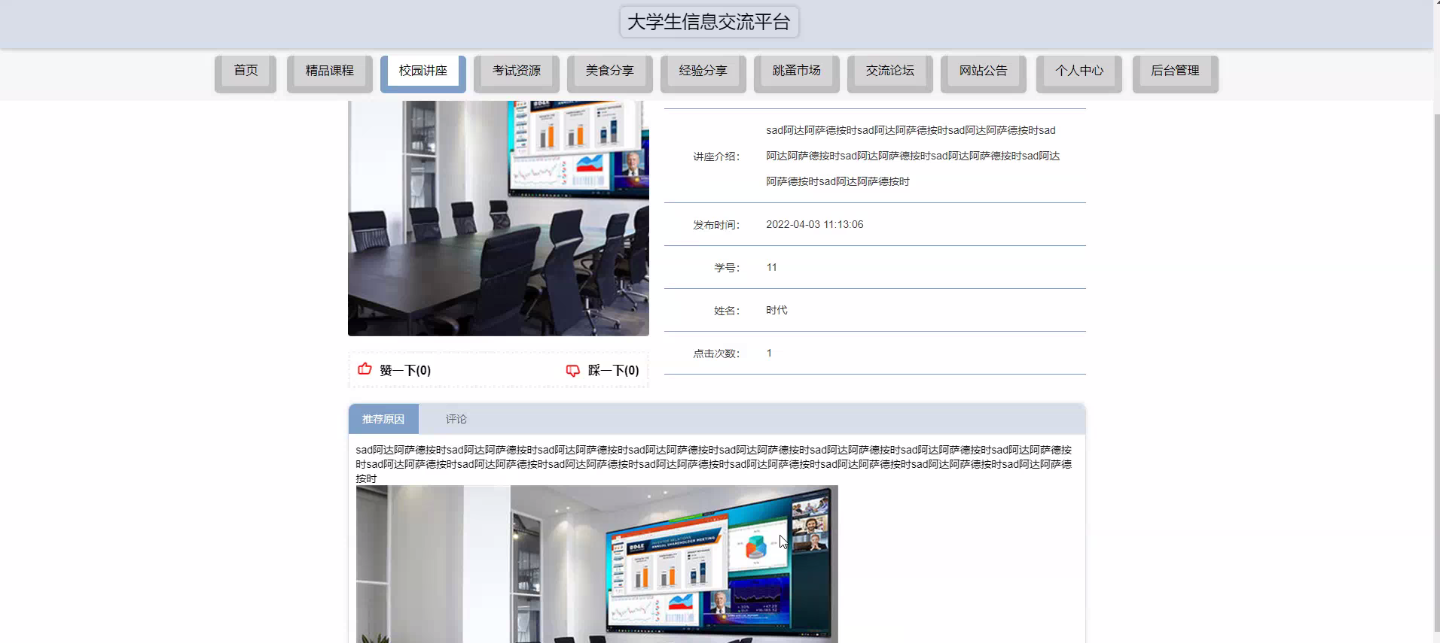 大学生信息交流平台
首页 精品课程 校园讲座 考试资源 美食分享 经验分享 跳蚤市场 交流论坛 网站公告 个人中心 后台管理
讲座介绍： sad阿达阿萨德按时sad阿达阿萨德按时sad阿达阿萨德按时sad
阿达阿萨德按时sad阿达阿萨德按时sad阿达阿萨德按时sad阿达
阿萨德按时sad阿达阿萨德按时
发布时间： 2022-04-03 11:13:06
学号： 11
姓名： 时代
点击次数： 1
赞一下(0) 踩一下(0)
推荐原因 评论
sad阿达阿萨德按时sad阿达阿萨德按时sad阿达阿萨德按时sad阿达阿萨德按时sad阿达阿萨德按时sad阿达阿萨德按时sad阿达阿萨德按时sad阿达阿萨德按
时sad阿达阿萨德按时sad阿达阿萨德按时sad阿达阿萨德按时sad阿达阿萨德按时sad阿达阿萨德按时sad阿达阿萨德按时sad阿达阿萨德按时sad阿达阿萨德
按时